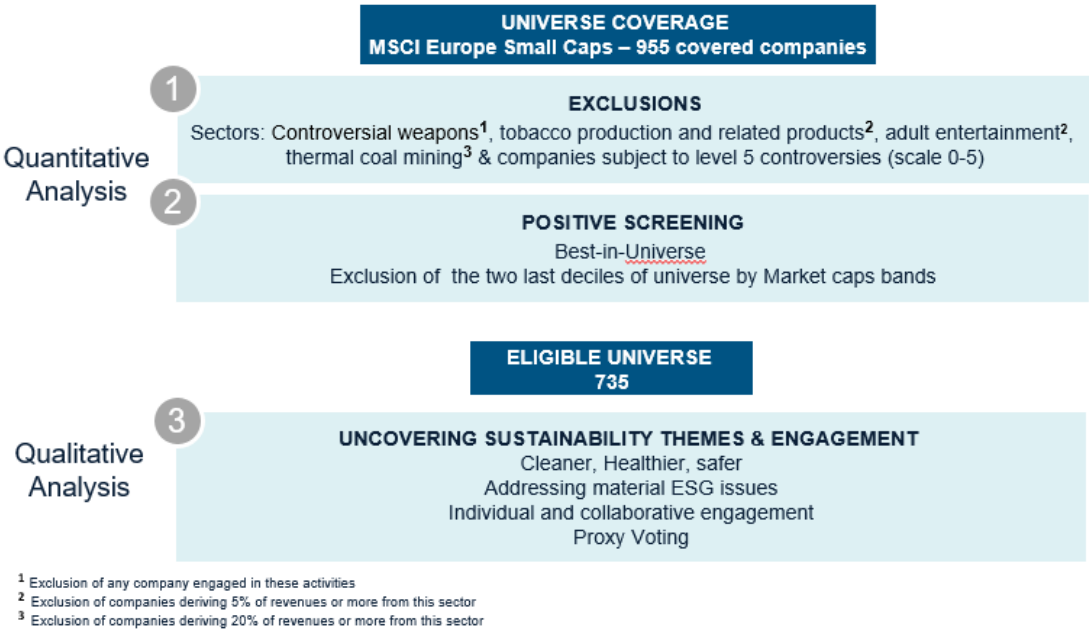 UNIVERSE COVERAGE
MSCI Europe Small Caps – 955 covered companies
1
EXCLUSIONS
Sectors: Controversial weapons¹, tobacco production and related products², adult entertainment²,
thermal coal mining³ & companies subject to level 5 controversies (scale 0-5)
Quantitative
Analysis
2
POSITIVE SCREENING
Best-in-Universe
Exclusion of  the two last deciles of universe by Market caps bands
ELIGIBLE UNIVERSE
735
3
UNCOVERING SUSTAINABILITY THEMES & ENGAGEMENT
Cleaner, Healthier, safer
Addressing material ESG issues
Individual and collaborative engagement
Proxy Voting
Qualitative
Analysis
¹ Exclusion of any company engaged in these activities
² Exclusion of companies deriving 5% of revenues or more from this sector
³ Exclusion of companies deriving 20% of revenues or more from this sector